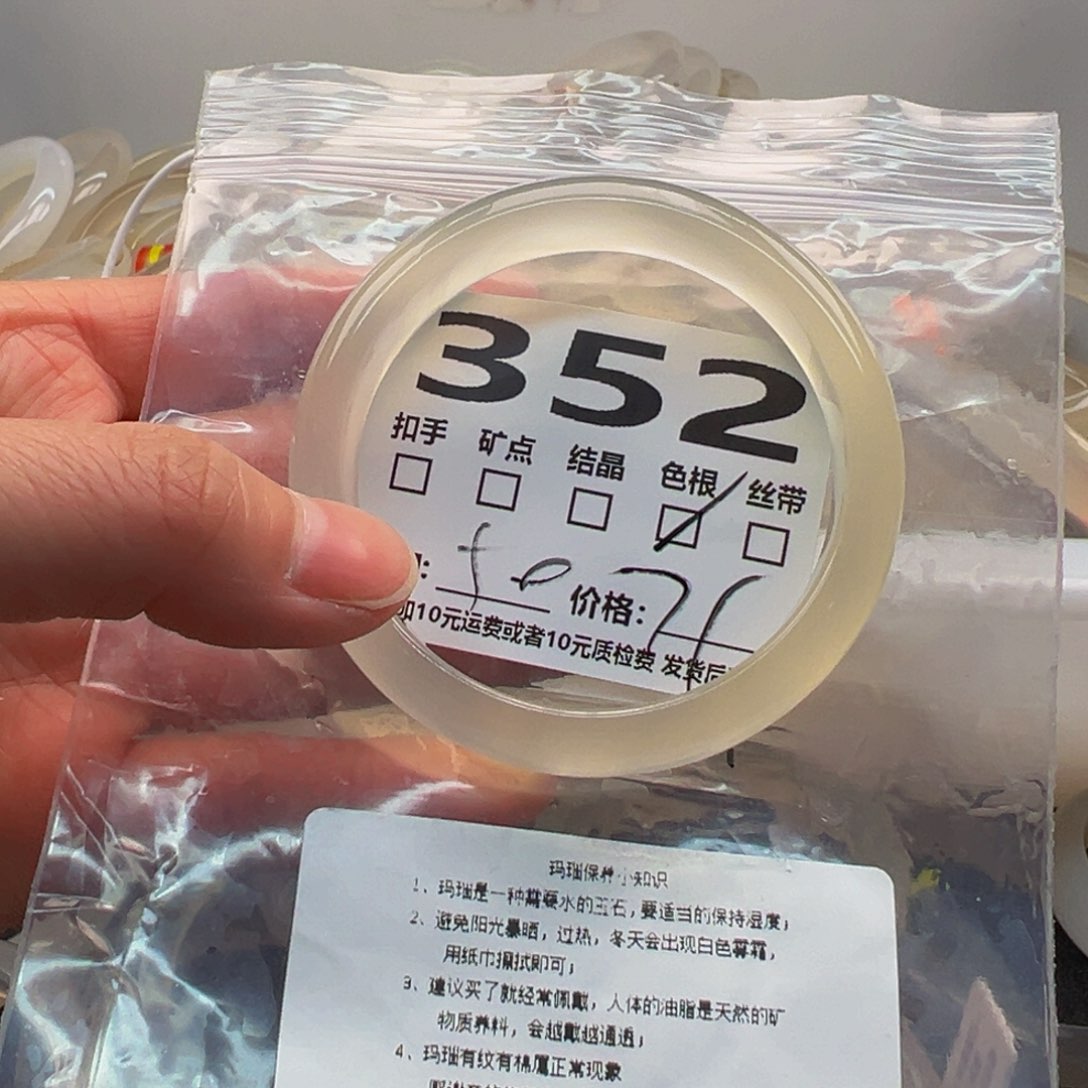 352
扣手 矿点 结晶 色根 丝带
价格:
加10元运费或者10元质检费 发货后
玛瑙保养小知识
1、玛瑙是一种需要水的玉石，要适当的保持湿度；
2、避免阳光暴晒，过热，冬天会出现白色雾霜，
用纸巾擦拭即可；
3、建议买了就经常佩戴，人体的油脂是天然的矿
物质养料，会越戴越通透；
4、玛瑙有纹有棉属正常现象